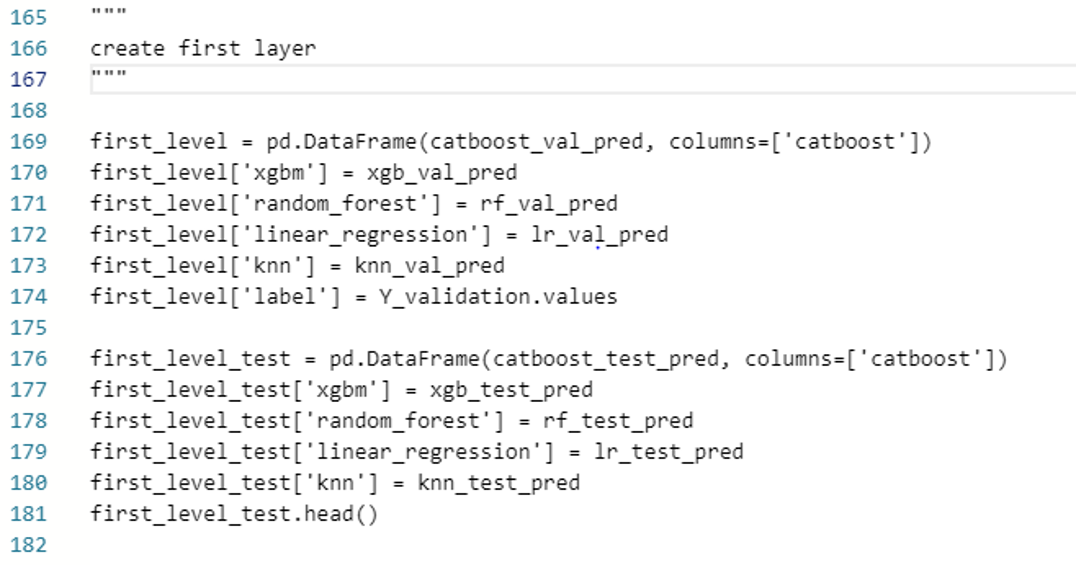 165 """
166 create first layer
167 """
168
169 first_level = pd.DataFrame(catboost_val_pred, columns=['catboost'])
170 first_level['xgbm'] = xgb_val_pred
171 first_level['random_forest'] = rf_val_pred
172 first_level['linear_regression'] = lr_val_pred
173 first_level['knn'] = knn_val_pred
174 first_level['label'] = Y_validation.values
175
176 first_level_test = pd.DataFrame(catboost_test_pred, columns=['catboost'])
177 first_level_test['xgbm'] = xgb_test_pred
178 first_level_test['random_forest'] = rf_test_pred
179 first_level_test['linear_regression'] = lr_test_pred
180 first_level_test['knn'] = knn_test_pred
181 first_level_test.head()
182